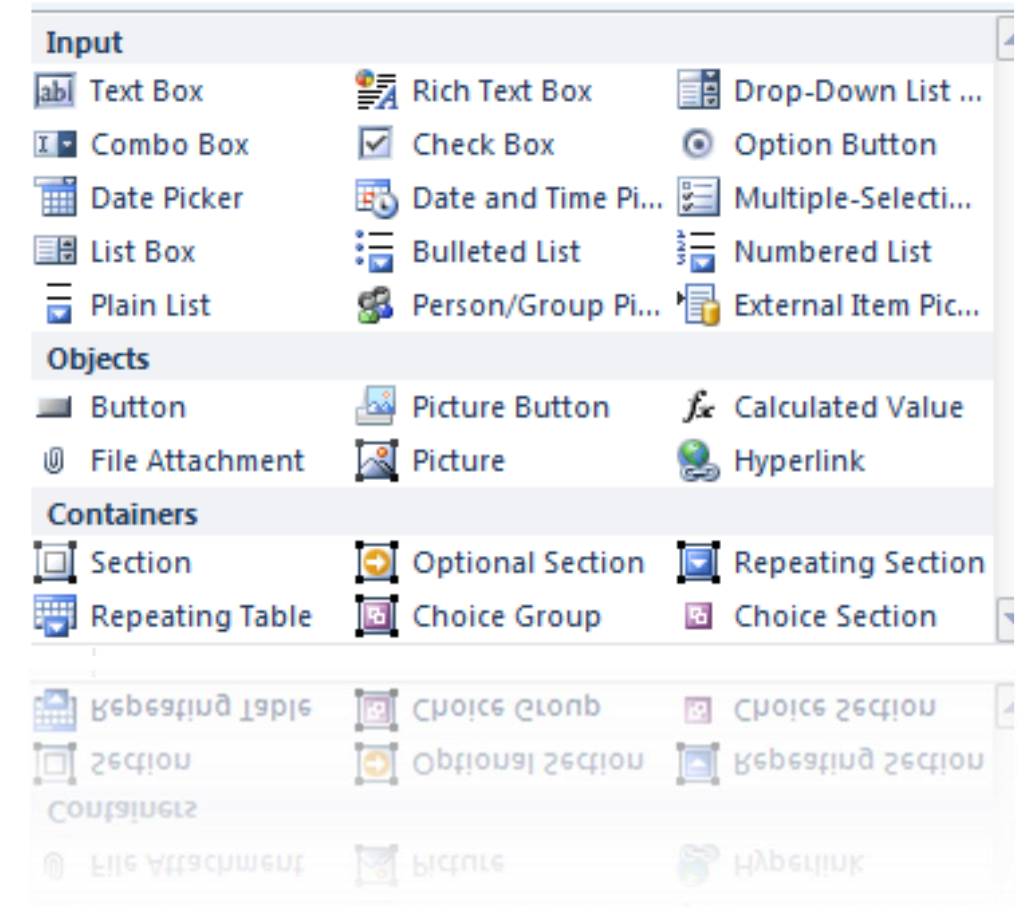 Input
Text Box Rich Text Box Drop-Down List ...
Combo Box Check Box Option Button
Date Picker Date and Time Pi... Multiple-Selecti...
List Box Bulleted List Numbered List
Plain List Person/Group Pi... External Item Pic...
Objects
Button Picture Button Calculated Value
File Attachment Picture Hyperlink
Containers
Section Optional Section Repeating Section
Repeating Table Choice Group Choice Section